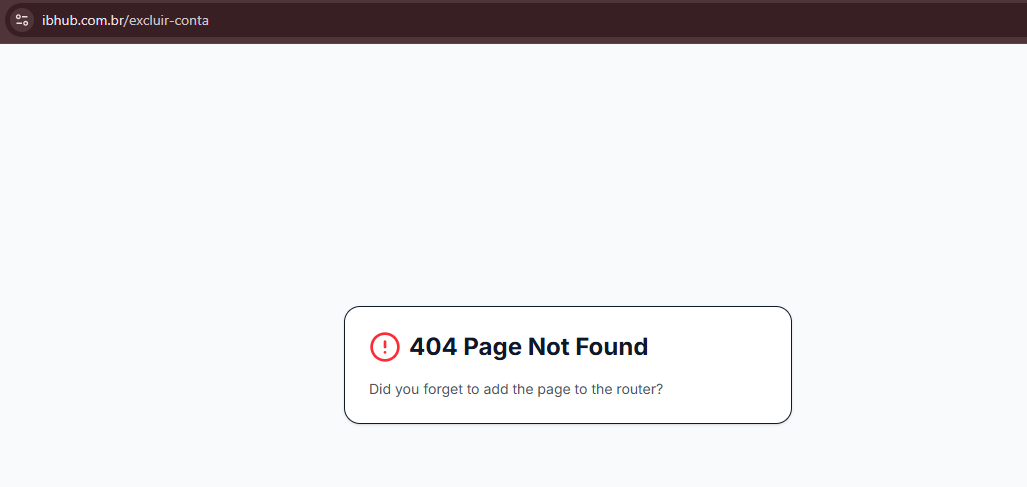 ibhub.com.br/excluir-conta
404 Page Not Found
Did you forget to add the page to the router?